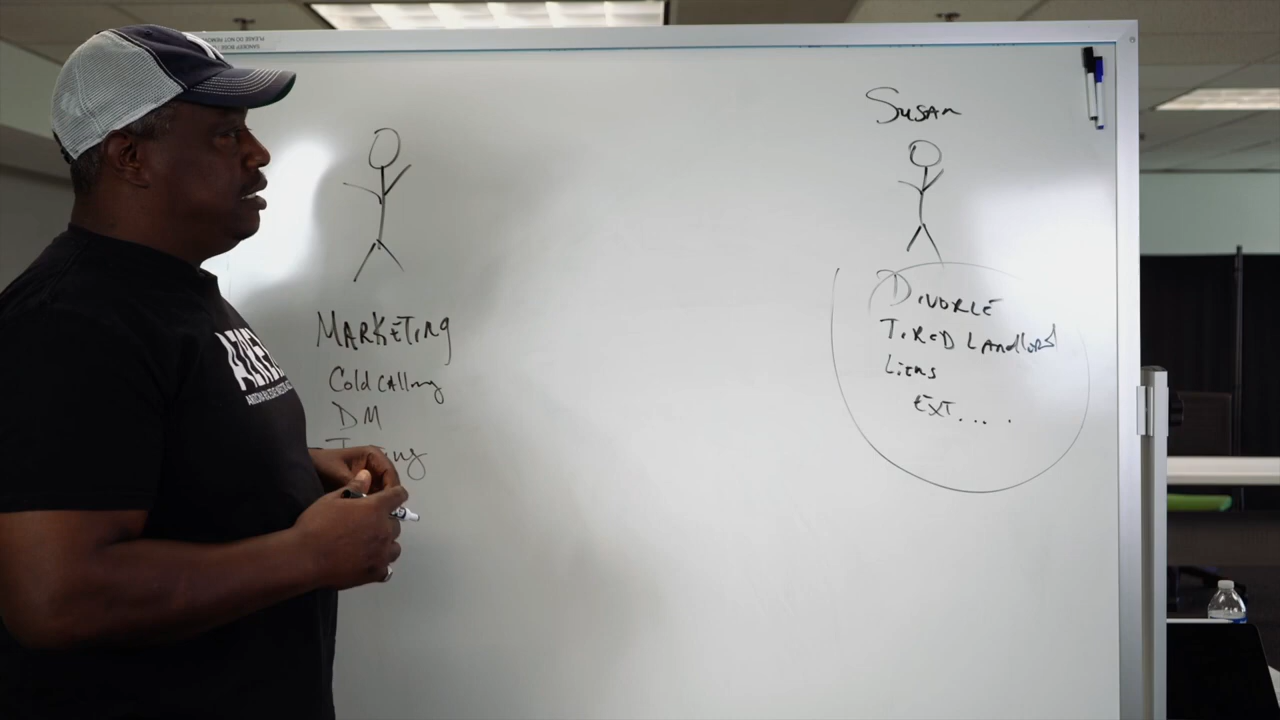 Susan
Marketing
Cold calling
DM
Divorce
Tired Landlord
Liens
EXT.... .